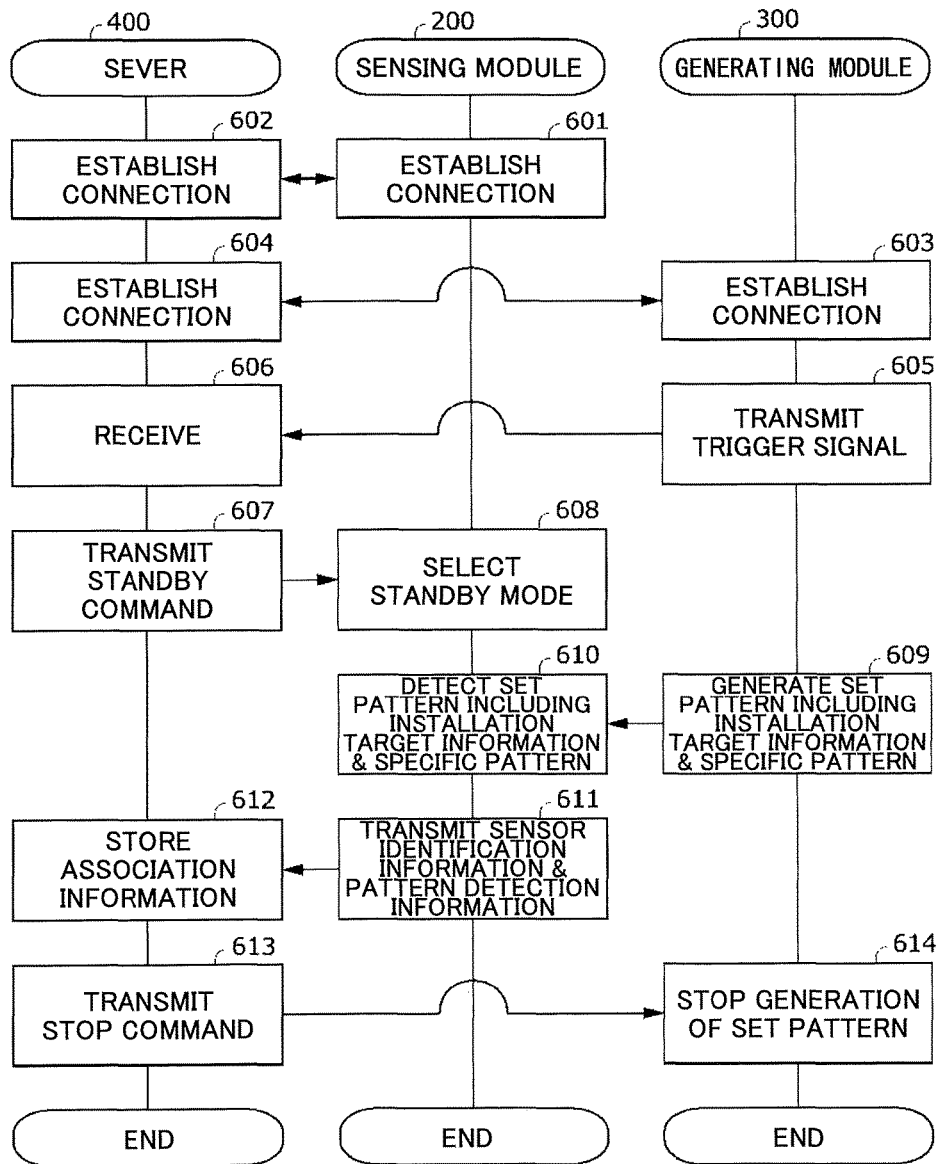 400
200
300
SEVER
SENSING MODULE
GENERATING MODULE
602
601
ESTABLISH
CONNECTION
ESTABLISH
CONNECTION
604
603
ESTABLISH
CONNECTION
ESTABLISH
CONNECTION
606
605
RECEIVE
TRANSMIT
TRIGGER SIGNAL
607
608
TRANSMIT
STANDBY
COMMAND
SELECT
STANDBY MODE
610
609
DETECT SET
PATTERN INCLUDING
INSTALLATION
TARGET INFORMATION
& SPECIFIC PATTERN
GENERATE SET
PATTERN INCLUDING
INSTALLATION
TARGET INFORMATION
& SPECIFIC PATTERN
612
611
STORE
ASSOCIATION
INFORMATION
TRANSMIT SENSOR
IDENTIFICATION
INFORMATION &
PATTERN DETECTION
INFORMATION
613
614
TRANSMIT
STOP COMMAND
STOP GENERATION
OF SET PATTERN
END
END
END